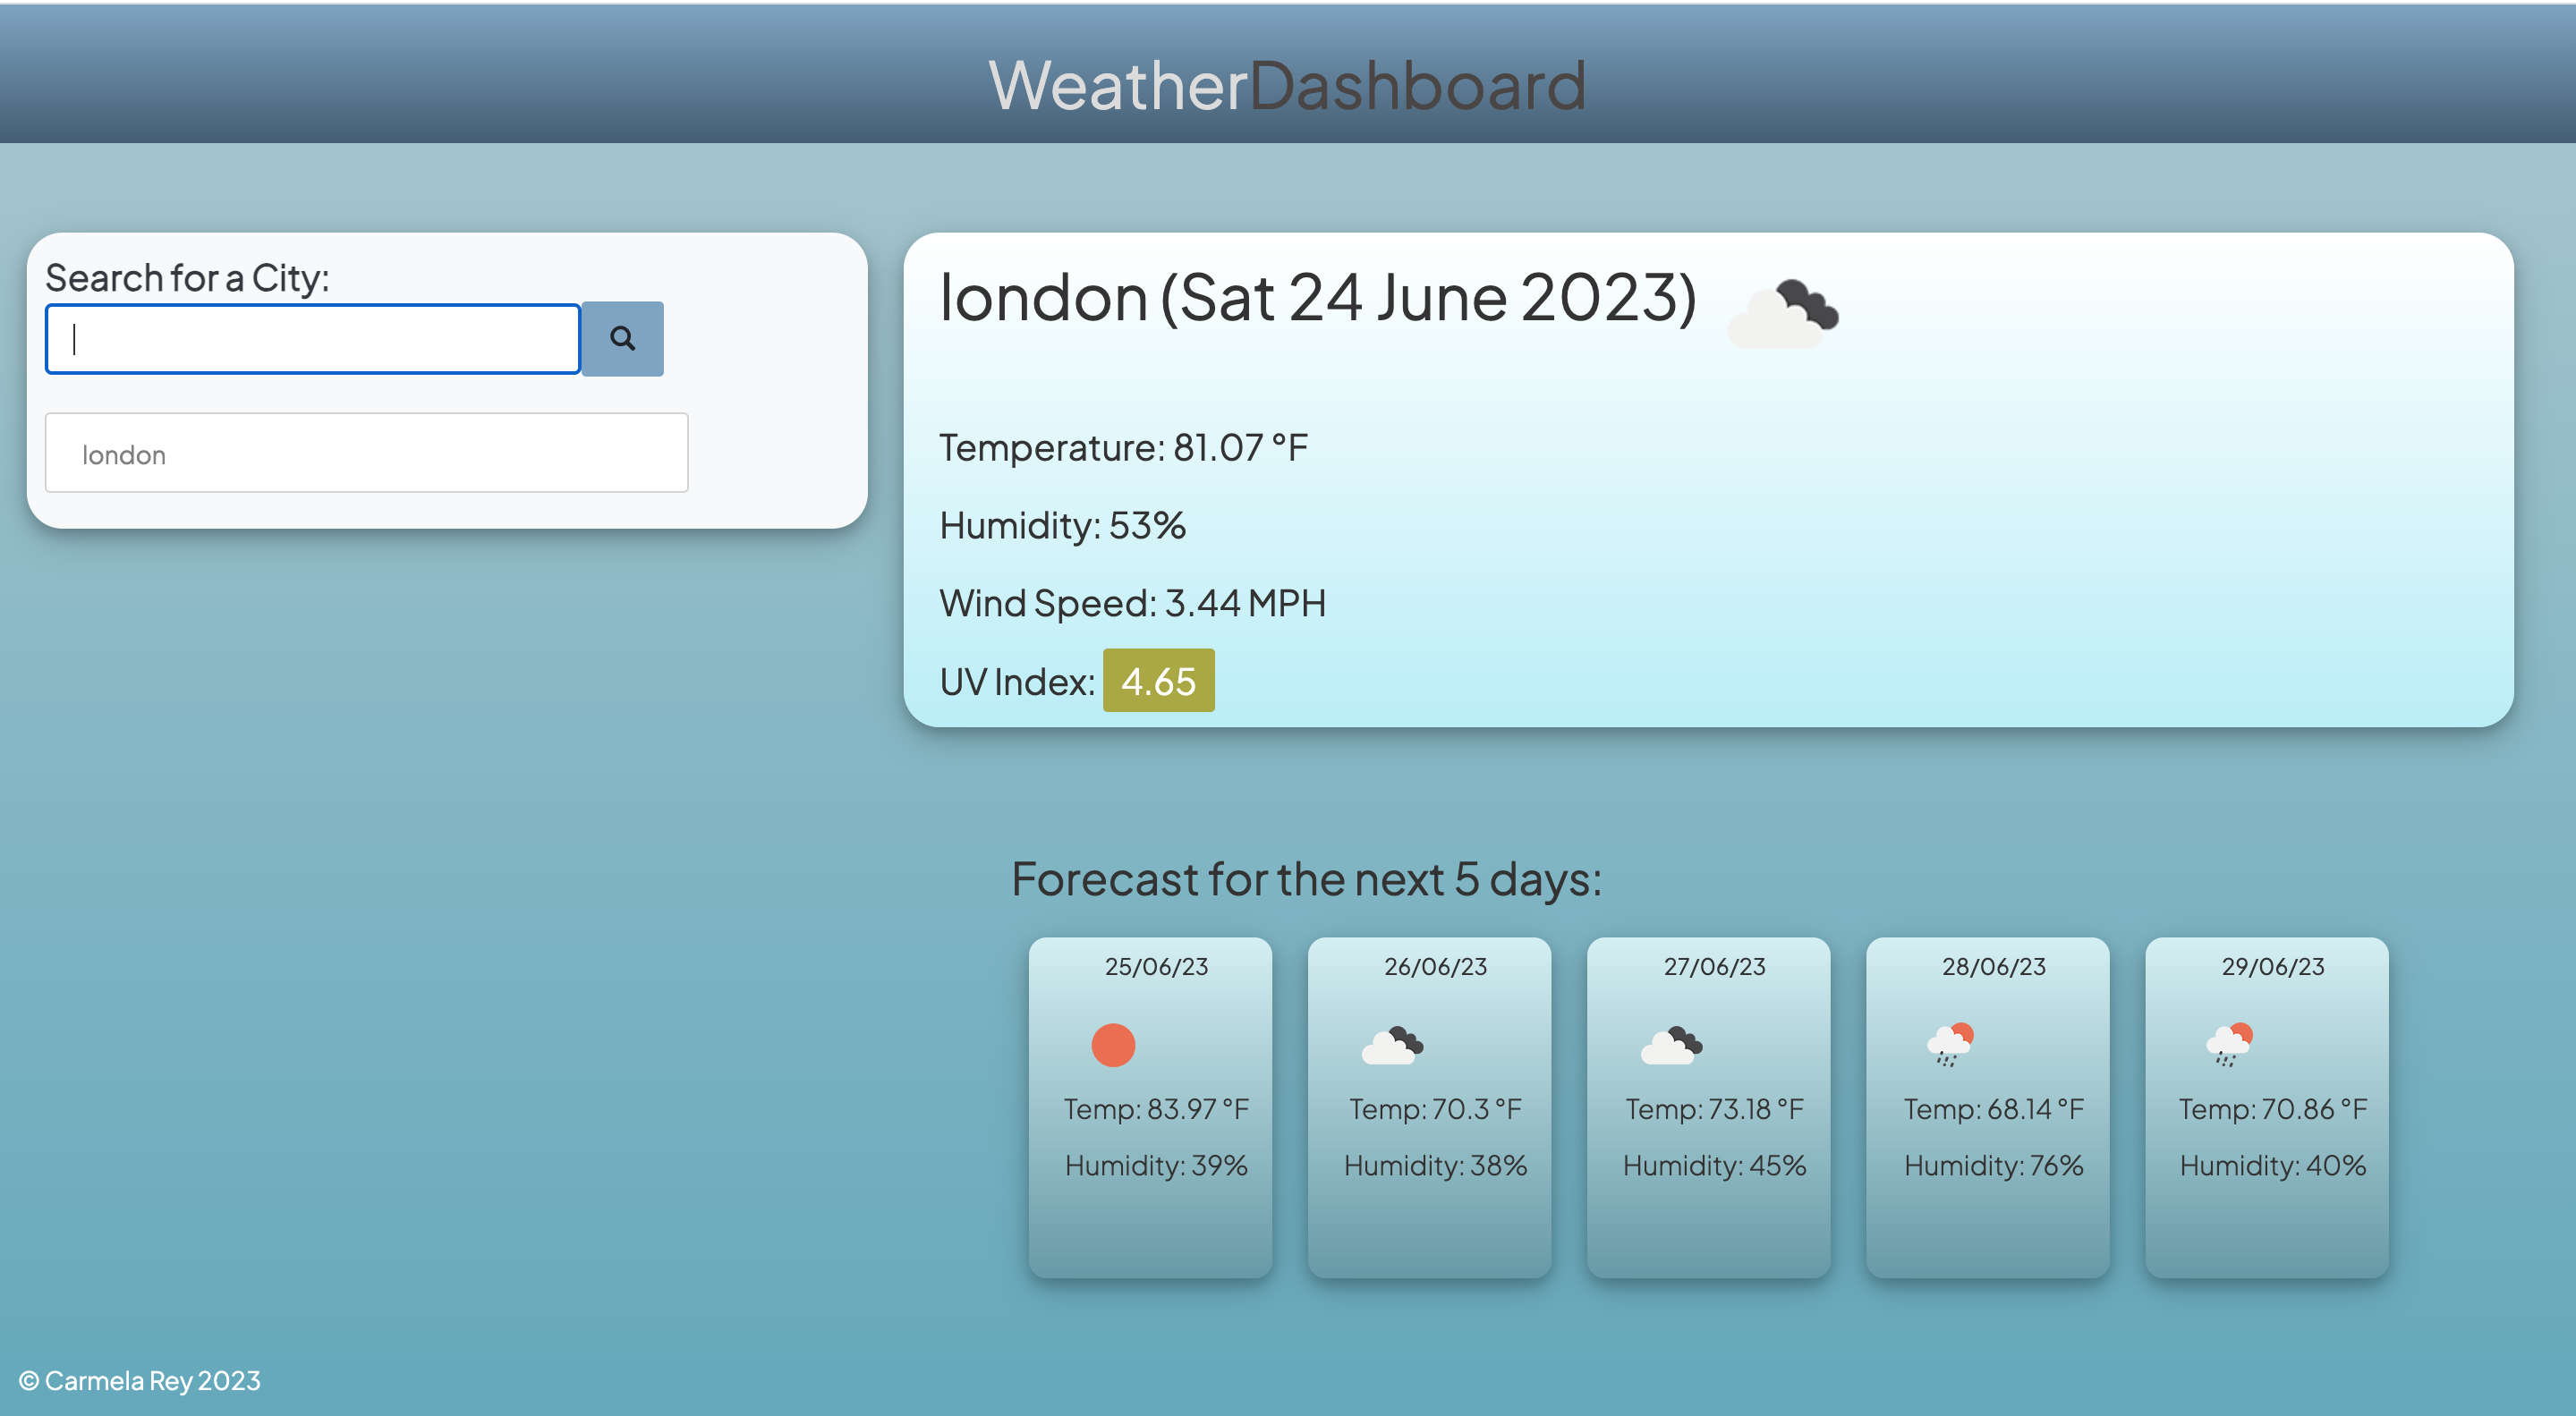 WeatherDashboard
Search for a City:
london
london (Sat 24 June 2023)
Temperature: 81.07 °F
Humidity: 53%
Wind Speed: 3.44 MPH
UV Index: 4.65
Forecast for the next 5 days:
25/06/23
Temp: 83.97 °F
Humidity: 39%
26/06/23
Temp: 70.3 °F
Humidity: 38%
27/06/23
Temp: 73.18 °F
Humidity: 45%
28/06/23
Temp: 68.14 °F
Humidity: 76%
29/06/23
Temp: 70.86 °F
Humidity: 40%
© Carmela Rey 2023